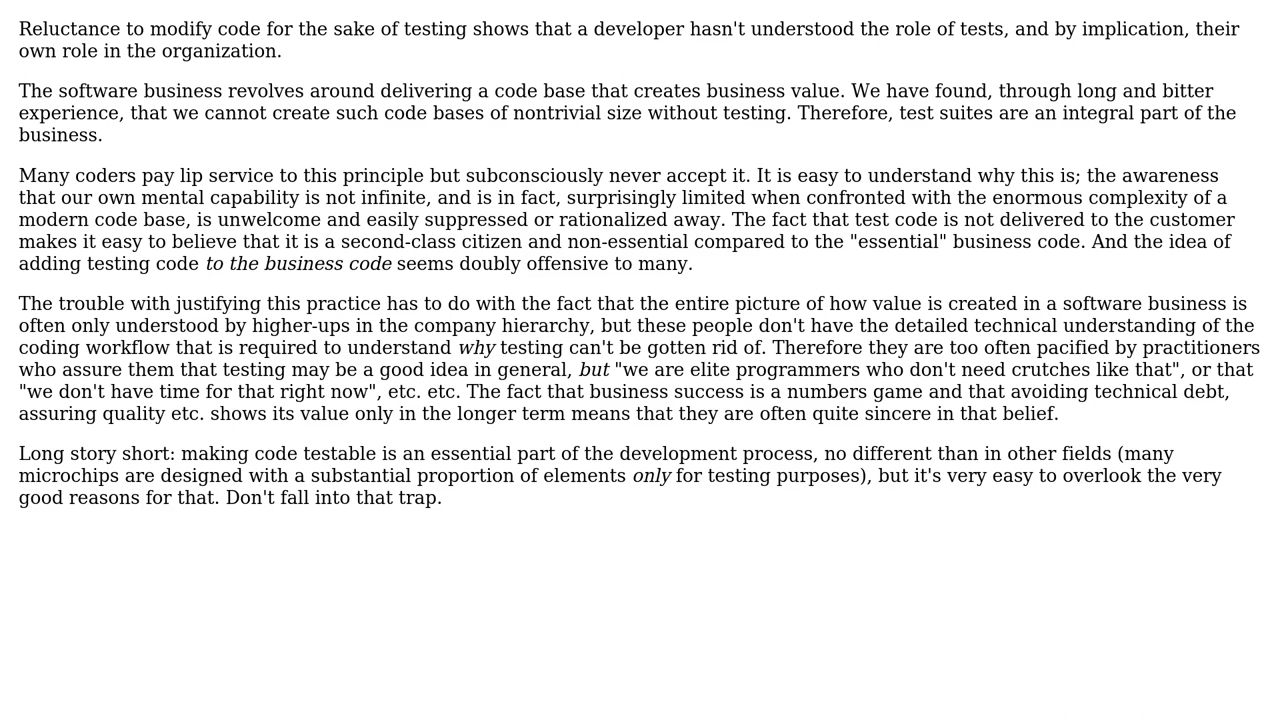 Reluctance to modify code for the sake of testing shows that a developer hasn't understood the role of tests, and by implication, their
own role in the organization.
The software business revolves around delivering a code base that creates business value. We have found, through long and bitter
experience, that we cannot create such code bases of nontrivial size without testing. Therefore, test suites are an integral part of the
business.
Many coders pay lip service to this principle but subconsciously never accept it. It is easy to understand why this is; the awareness
that our own mental capability is not infinite, and is in fact, surprisingly limited when confronted with the enormous complexity of a
modern code base, is unwelcome and easily suppressed or rationalized away. The fact that test code is not delivered to the customer
makes it easy to believe that it is a second-class citizen and non-essential compared to the "essential" business code. And the idea of
adding testing code to the business code seems doubly offensive to many.
The trouble with justifying this practice has to do with the fact that the entire picture of how value is created in a software business is
often only understood by higher-ups in the company hierarchy, but these people don't have the detailed technical understanding of the
coding workflow that is required to understand why testing can't be gotten rid of. Therefore they are too often pacified by practitioners
who assure them that testing may be a good idea in general, but "we are elite programmers who don't need crutches like that", or that
"we don't have time for that right now", etc. etc. The fact that business success is a numbers game and that avoiding technical debt,
assuring quality etc. shows its value only in the longer term means that they are often quite sincere in that belief.
Long story short: making code testable is an essential part of the development process, no different than in other fields (many
microchips are designed with a substantial proportion of elements only for testing purposes), but it's very easy to overlook the very
good reasons for that. Don't fall into that trap.